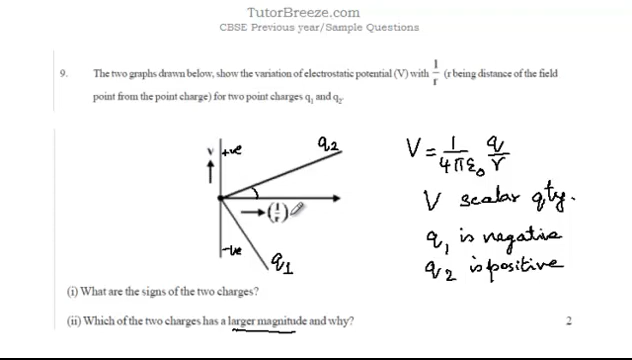 TutorBreeze.com
CBSE Previous year/Sample Questions
9. The two graphs drawn below, show the variation of electrostatic potential (V) with 1/r (r being distance of the field
point from the point charge) for two point charges q₁ and q₂.
V +ve
q2
(1/r)
-ve
q1
V = 1/4πε₀ q/r
V scalar qty.
q₁ is negative
q₂ is positive
(i) What are the signs of the two charges?
(ii) Which of the two charges has a larger magnitude and why? 2